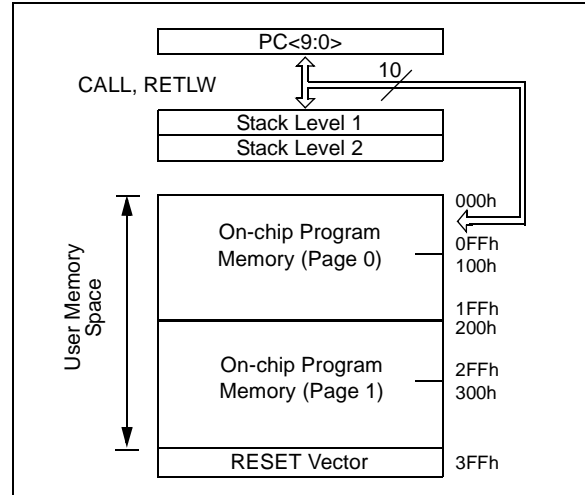 PC<9:0>
CALL, RETLW
10
Stack Level 1
Stack Level 2
User Memory
Space
000h
On-chip Program
Memory (Page 0)
0FFh
100h
1FFh
200h
On-chip Program
Memory (Page 1)
2FFh
300h
RESET Vector
3FFh